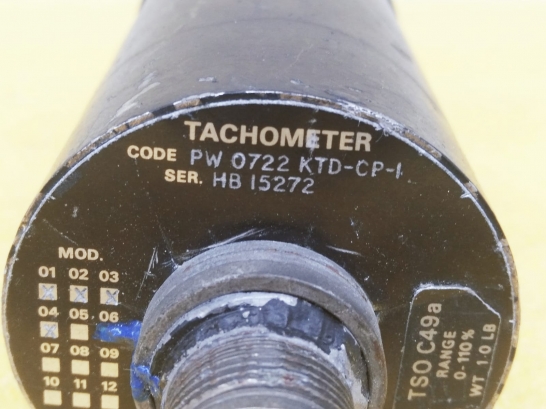 TACHOMETER
CODE PW 0722 KTD-CP-1
SER. HB 15272
MOD.
01 02 03
04 05 06
07 08 09
10 11 12
TSO C49a
RANGE
0-110%
WT 1.0 LB